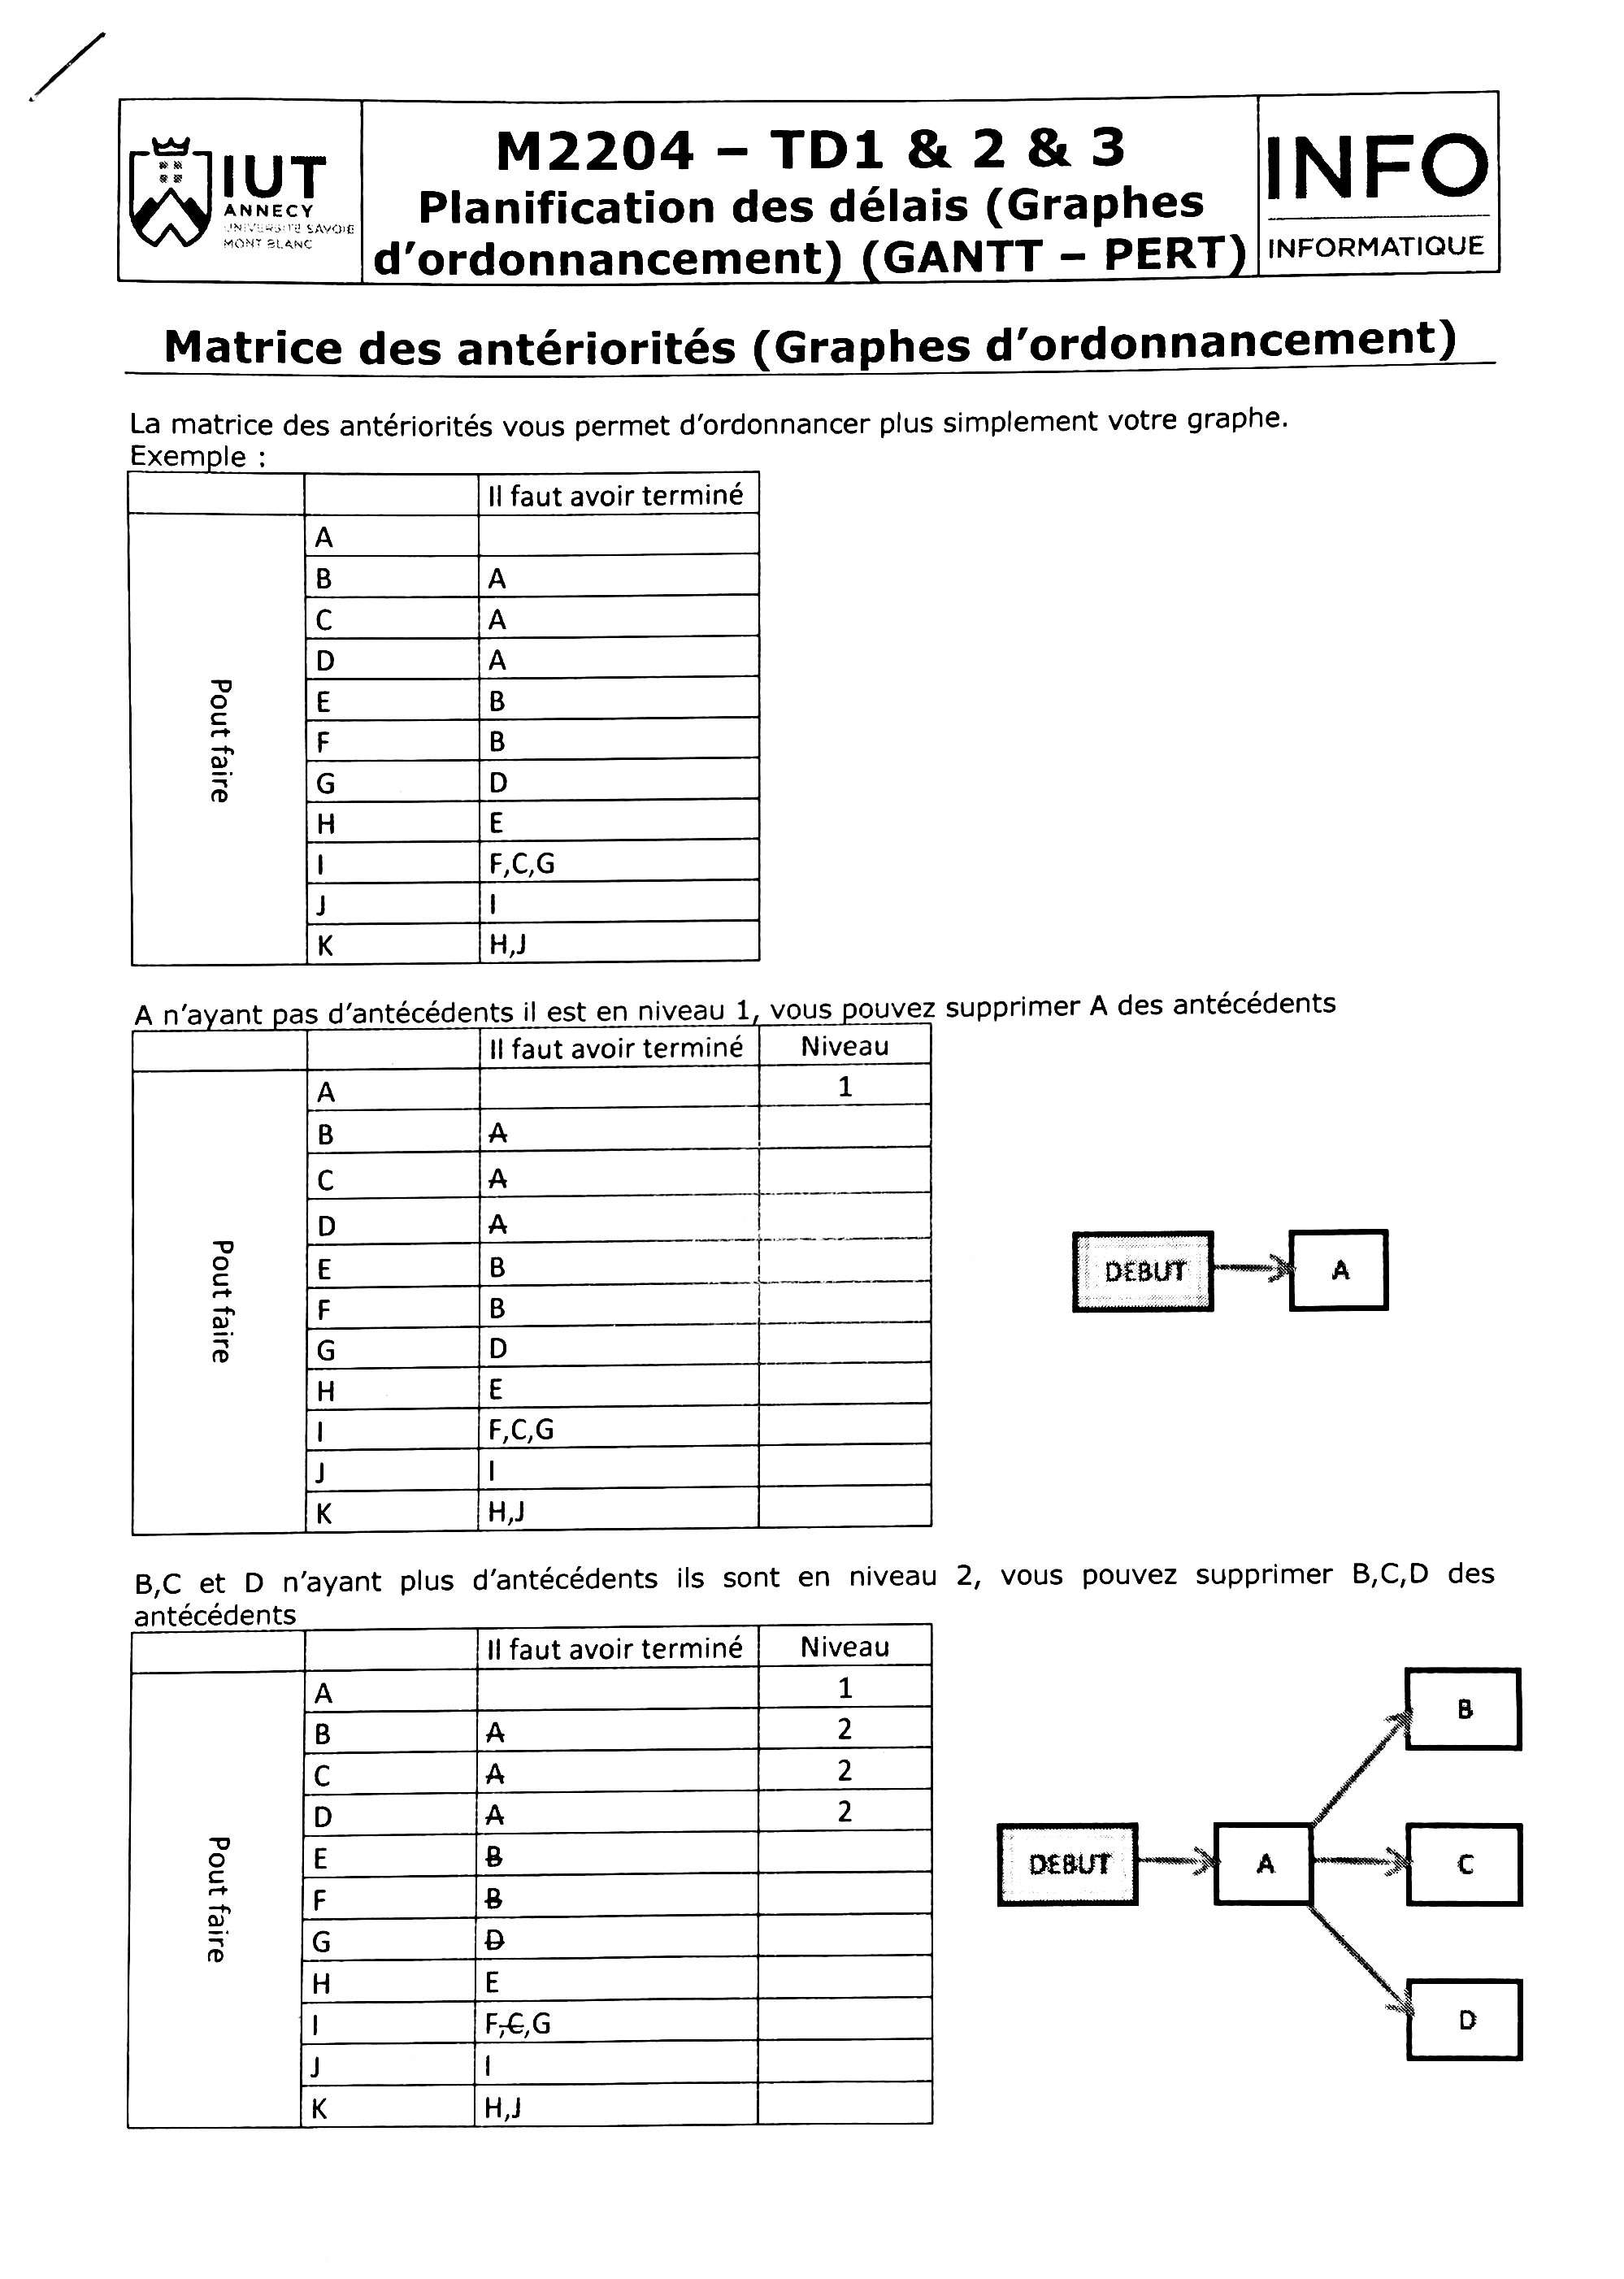 IUT
ANNECY
UNIVERSITÉ SAVOIE
MONT BLANC
M2204 – TD1 & 2 & 3
Planification des délais (Graphes
d'ordonnancement) (GANTT – PERT)
INFO
INFORMATIQUE
Matrice des antériorités (Graphes d'ordonnancement)
La matrice des antériorités vous permet d'ordonnancer plus simplement votre graphe.
Exemple :
Il faut avoir terminé
Pout faire
A
B A
C A
D A
E B
F B
G D
H E
I F,C,G
J I
K H,J
A n'ayant pas d'antécédents il est en niveau 1, vous pouvez supprimer A des antécédents
Il faut avoir terminé Niveau
Pout faire
A 1
B A
C A
D A
E B
F B
G D
H E
I F,C,G
J I
K H,J
DEBUT A
B,C et D n'ayant plus d'antécédents ils sont en niveau 2, vous pouvez supprimer B,C,D des
antécédents
Il faut avoir terminé Niveau
Pout faire
A 1
B A 2
C A 2
D A 2
E B
F B
G D
H E
I F,C,G
J I
K H,J
B
DEBUT A C
D